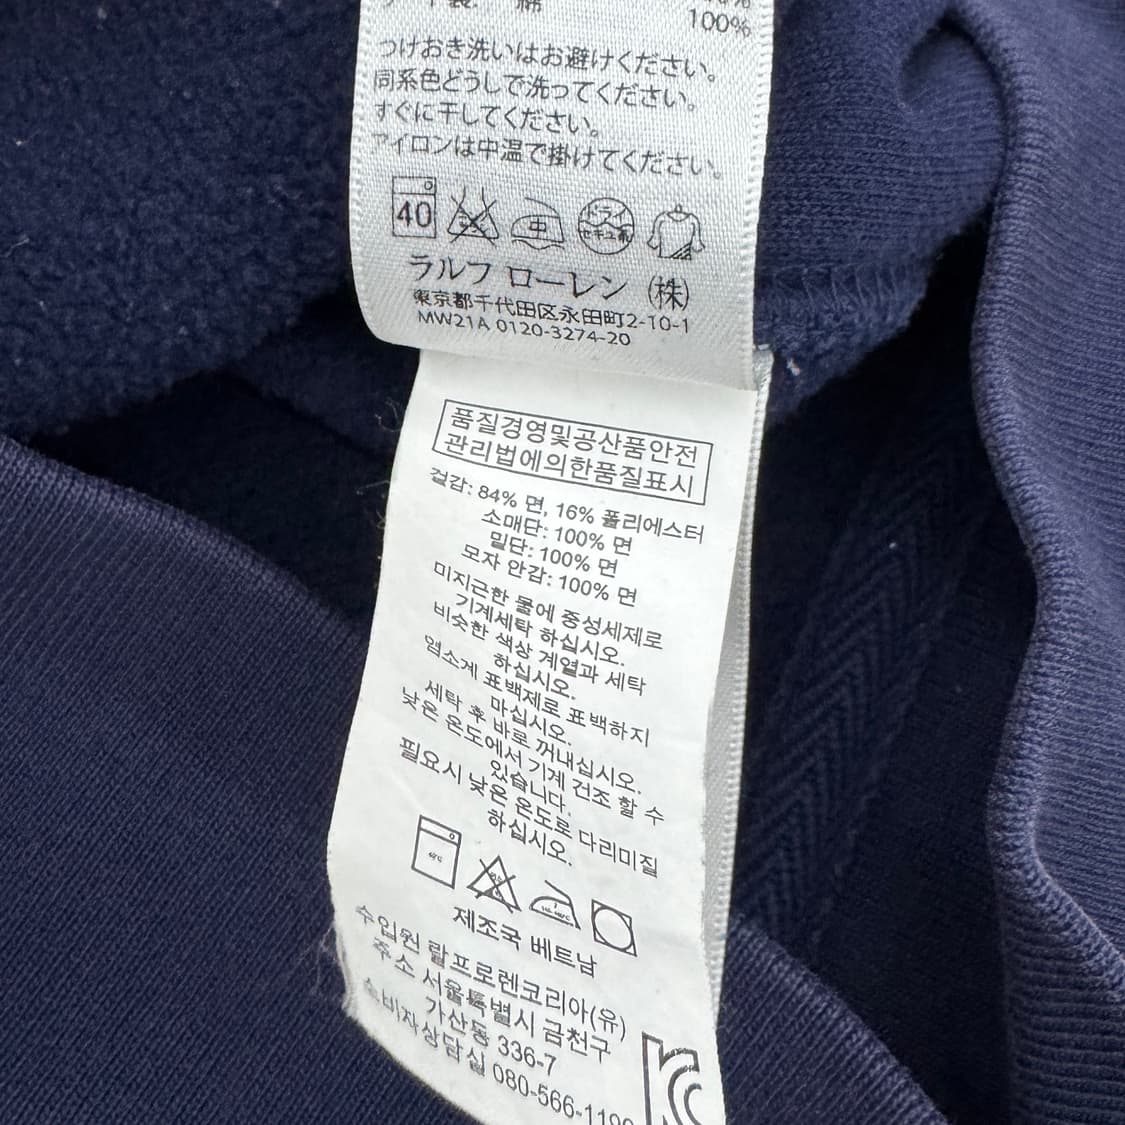 100%
つけおき洗いはお避けください。
同系色どうしで洗ってください。
すぐに干してください。
アイロンは中温で掛けてください。
40
中
ドライ
セキユ系
ラルフ ローレン (株)
東京都千代田区永田町2-10-1
MW21A 0120-3274-20
품질경영및공산품안전
관리법에의한품질표시
겉감: 84% 면, 16% 폴리에스터
소매단: 100% 면
밑단: 100% 면
모자 안감: 100% 면
미지근한 물에 중성세제로
기계세탁 하십시오.
비슷한 색상 계열과 세탁
하십시오.
염소계 표백제로 표백하지
마십시오.
세탁 후 바로 꺼내십시오.
낮은 온도에서 기계 건조 할 수
있습니다.
필요시 낮은 온도로 다리미질
하십시오.
제조국 베트남
수입원 랄프로렌코리아(유)
주소 서울특별시 금천구
가산동 336-7
소비자상담실 080-566-1190